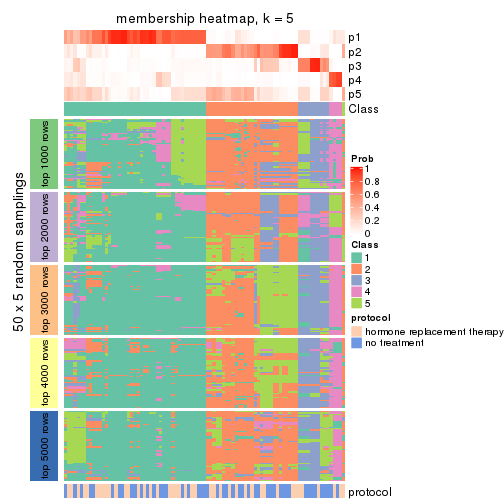 membership heatmap, k = 5
p1
p2
p3
p4
p5
Class
50 x 5 random samplings
top 1000 rows
top 2000 rows
top 3000 rows
top 4000 rows
top 5000 rows
protocol
Prob
1
0.8
0.6
0.4
0.2
0
Class
1
2
3
4
5
protocol
hormone replacement therapy
no treatment